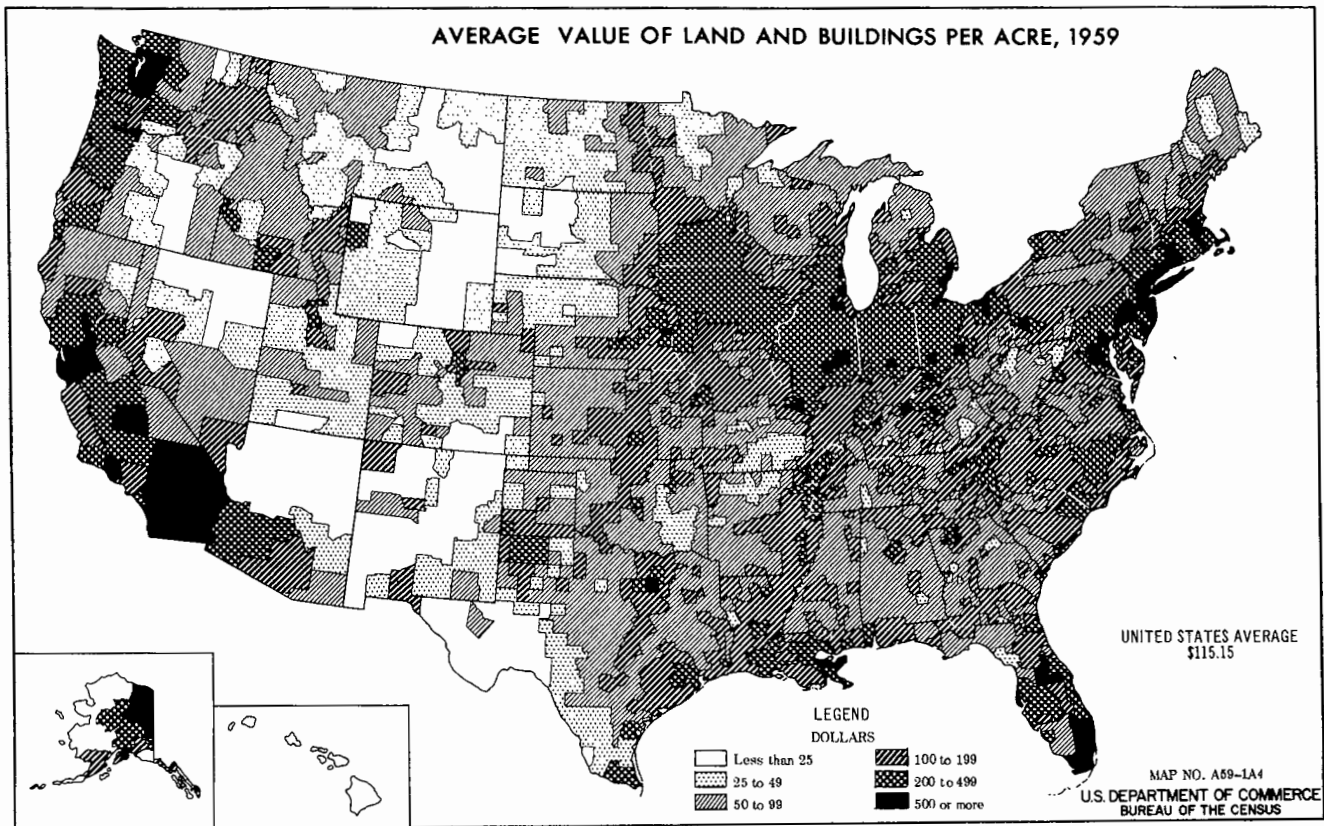 AVERAGE VALUE OF LAND AND BUILDINGS PER ACRE, 1959
UNITED STATES AVERAGE
$115.15
LEGEND
DOLLARS
Less than 25
25 to 49
50 to 99
100 to 199
200 to 499
500 or more
MAP NO. A59-1A4
U.S. DEPARTMENT OF COMMERCE
BUREAU OF THE CENSUS